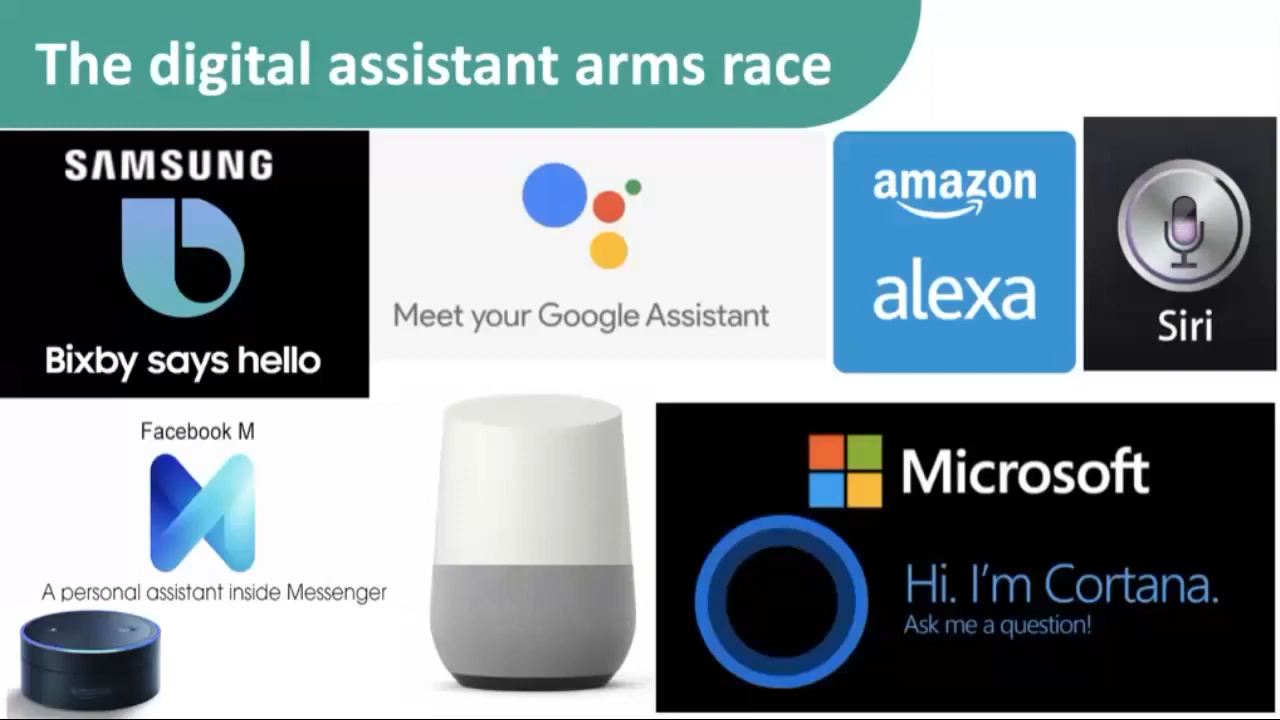 The digital assistant arms race
SAMSUNG
Bixby says hello
Meet your Google Assistant
amazon
alexa
Siri
Facebook M
A personal assistant inside Messenger
Microsoft
Hi. I'm Cortana.
Ask me a question!